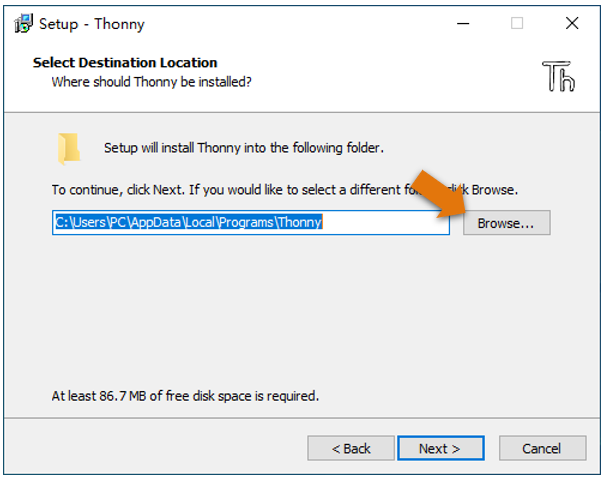 Setup - Thonny
Select Destination Location
Where should Thonny be installed?
Th
Setup will install Thonny into the following folder.
To continue, click Next. If you would like to select a different fol click Browse.
C:\Users\PC\AppData\Local\Programs\Thonny
Browse...
At least 86.7 MB of free disk space is required.
< Back
Next >
Cancel